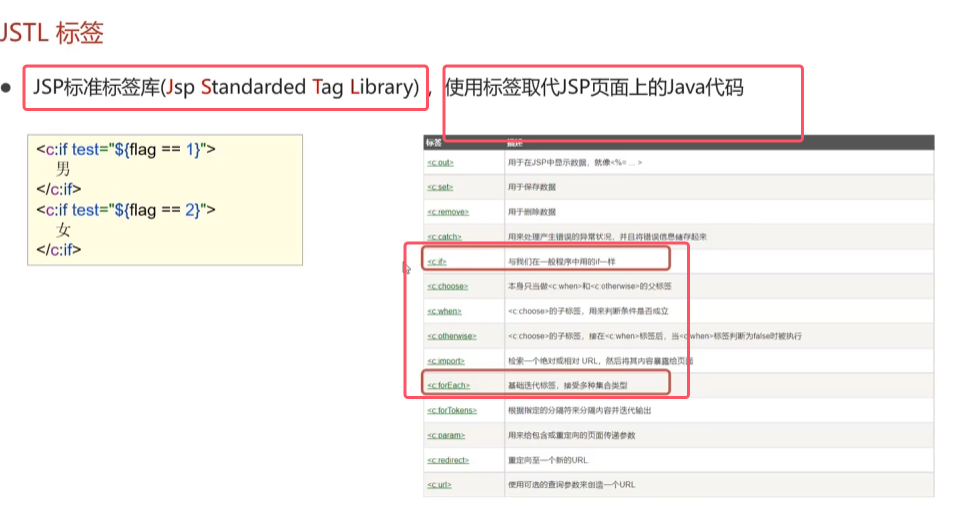 JSTL 标签
● JSP标准标签库(Jsp Standarded Tag Library)，使用标签取代JSP页面上的Java代码
<c:if test="${flag == 1}">
男
</c:if>
<c:if test="${flag == 2}">
女
</c:if>
标签 描述
<c:out> 用于在JSP中显示数据，就像<%= ... >
<c:set> 用于保存数据
<c:remove> 用于删除数据
<c:catch> 用来处理产生错误的异常状况，并且将错误信息储存起来
<c:if> 与我们在一般程序中用的if一样
<c:choose> 本身只当做<c:when>和<c:otherwise>的父标签
<c:when> <c:choose>的子标签，用来判断条件是否成立
<c:otherwise> <c:choose>的子标签，接在<c:when>标签后，当<c:when>标签判断为false时被执行
<c:import> 检索一个绝对或相对 URL，然后将其内容暴露给页面
<c:forEach> 基础迭代标签，接受多种集合类型
<c:forTokens> 根据指定的分隔符来分隔内容并迭代输出
<c:param> 用来给包含或重定向的页面传递参数
<c:redirect> 重定向至一个新的URL.
<c:url> 使用可选的查询参数来创造一个URL